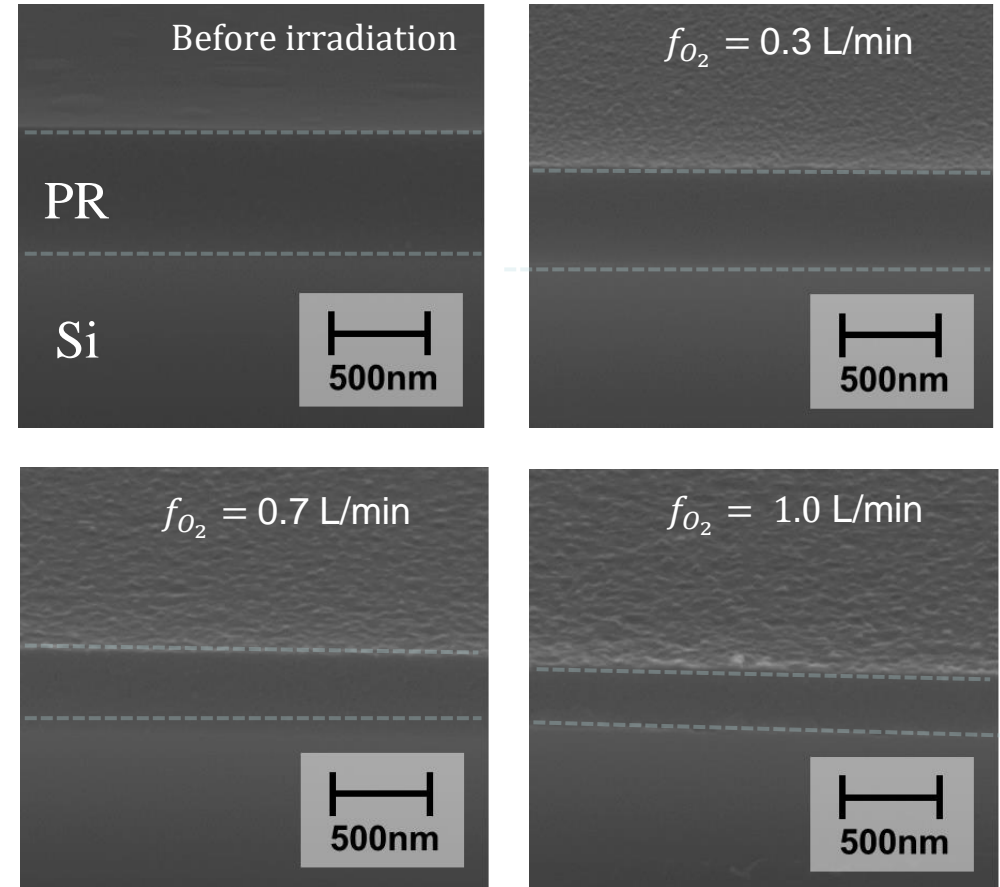 Before irradiation
PR
Si
500nm
f_{O_2} = 0.3 L/min
500nm
f_{O_2} = 0.7 L/min
500nm
f_{O_2} = 1.0 L/min
500nm